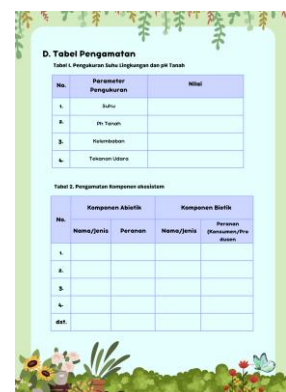 D. Tabel Pengamatan
Tabel 1. Pengukuran Suhu Lingkungan dan pH Tanah
No. Parameter Pengukuran Nilai
1. Suhu
2. Ph Tanah
3. Kelembaban
4. Tekanan Udara
Tabel 2. Pengamatan Komponen ekosistem
No. Komponen Abiotik Komponen Biotik
Nama/Jenis Peranan Nama/Jenis Peranan (Konsumen/Produsen
1.
2.
3.
4.
dst.